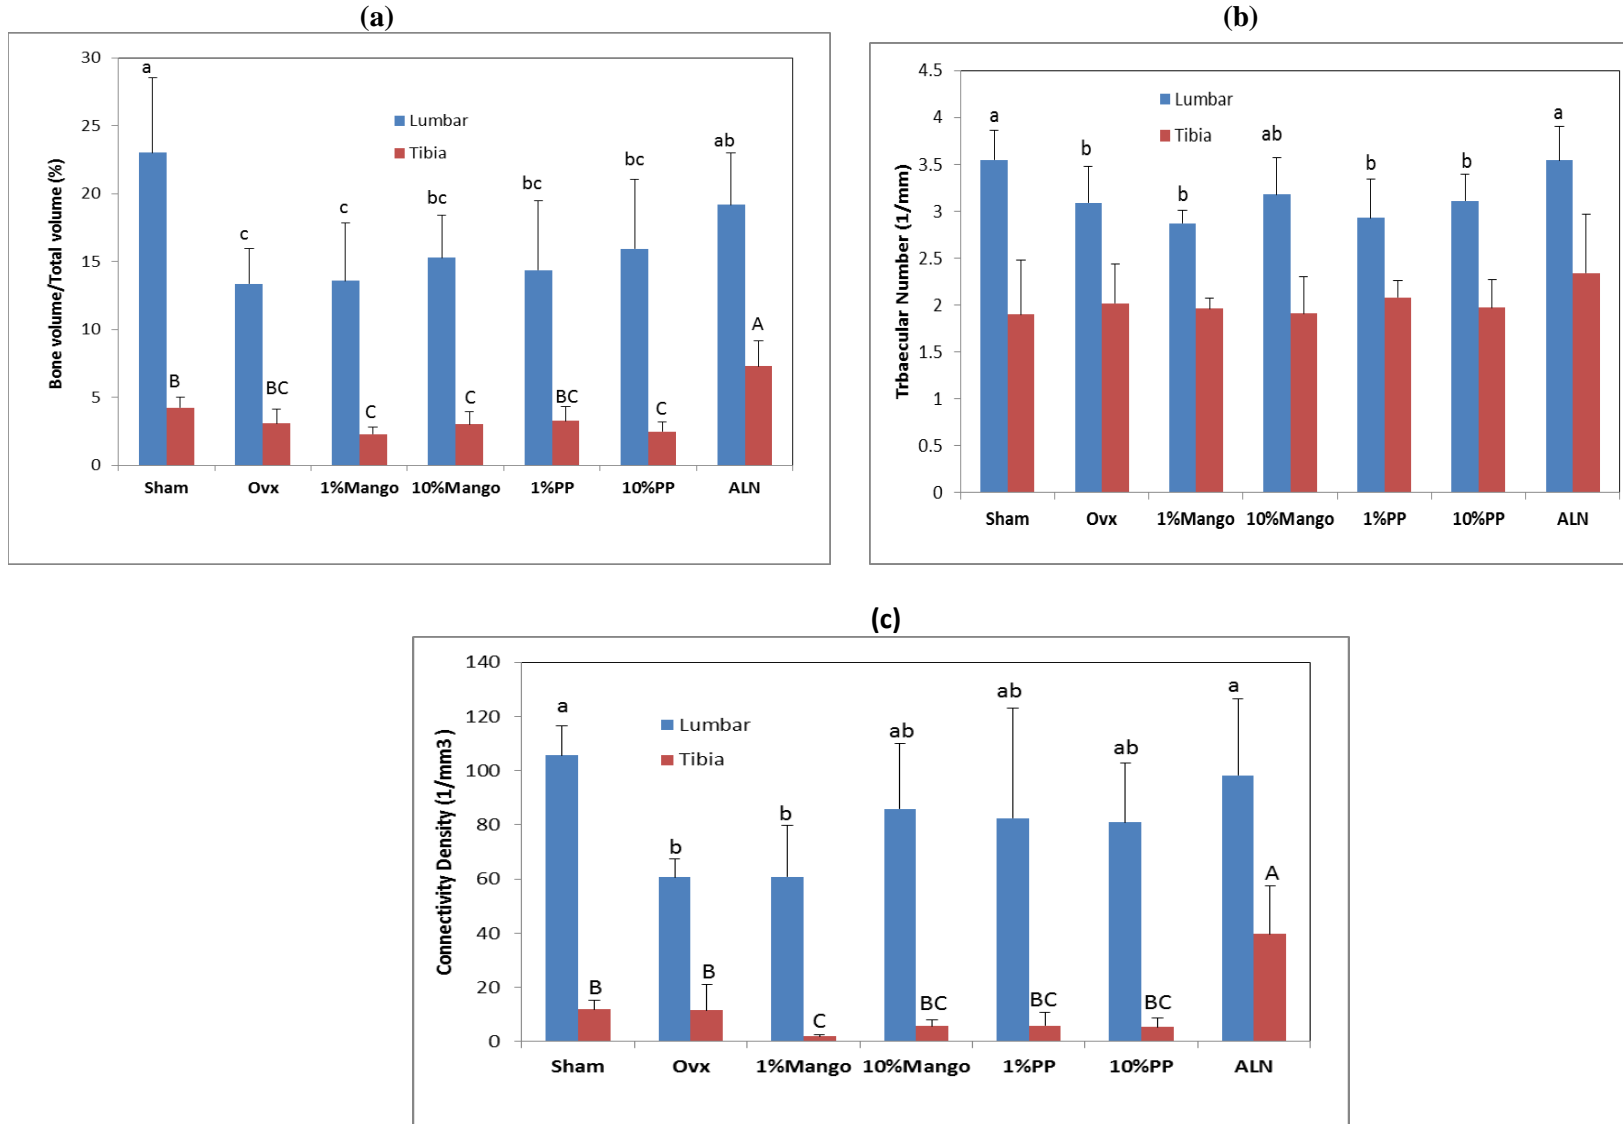 (a)
Bone volume/Total volume (%)
30
25
20
15
10
5
0
Lumbar
Tibia
a
c
c
bc
bc
bc
ab
B
BC
C
C
BC
C
A
Sham Ovx 1%Mango 10%Mango 1%PP 10%PP ALN
(b)
Trbaecular Number (1/mm)
4.5
4
3.5
3
2.5
2
1.5
1
0.5
0
Lumbar
Tibia
a
b
b
ab
b
b
a
Sham Ovx 1%Mango 10%Mango 1%PP 10%PP ALN
(c)
Connectivity Density (1/mm3 )
140
120
100
80
60
40
20
0
Lumbar
Tibia
a
b
b
ab
ab
ab
a
B
B
C
BC
BC
BC
A
Sham Ovx 1%Mango 10%Mango 1%PP 10%PP ALN